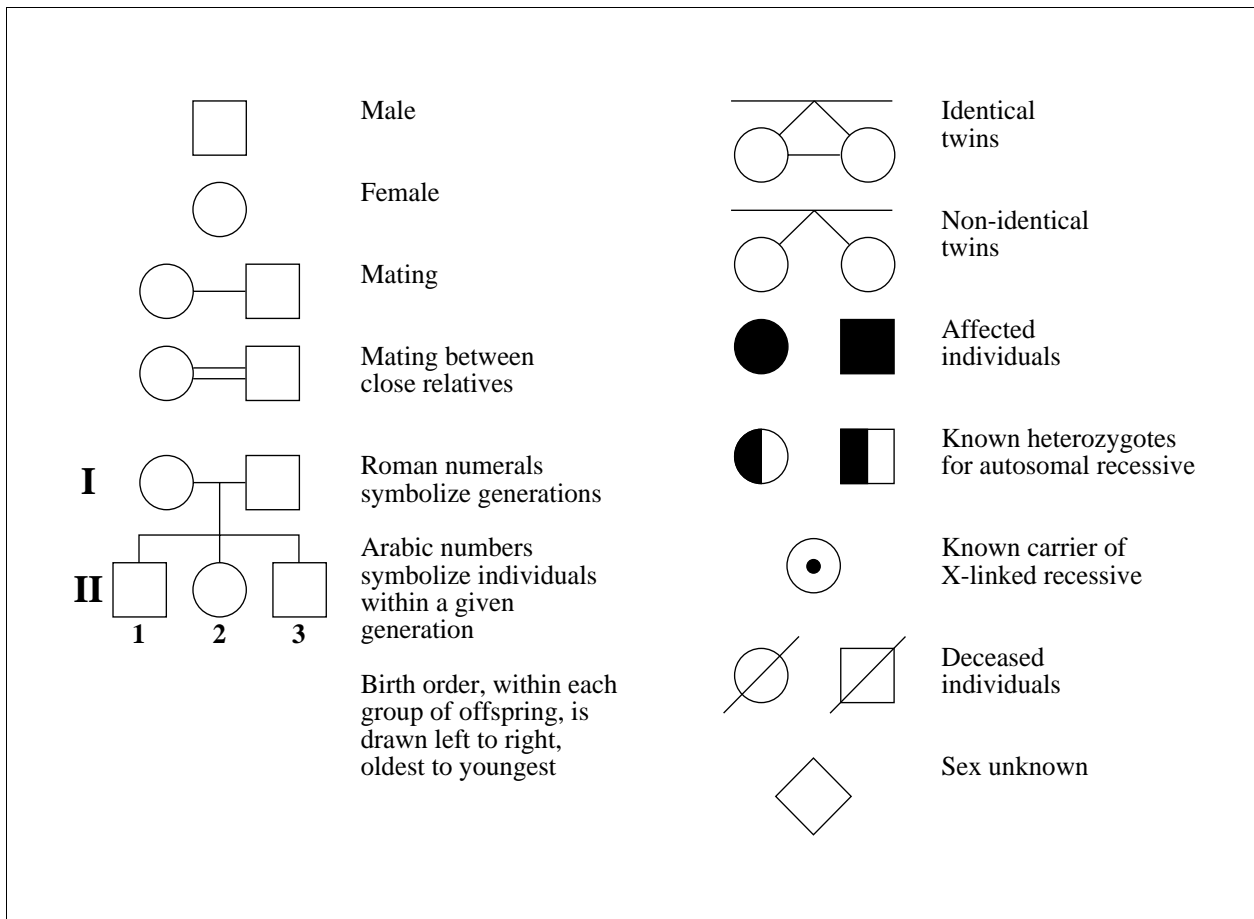 Male
Female
Mating
Mating between
close relatives
I
Roman numerals
symbolize generations
II
1 2 3
Arabic numbers
symbolize individuals
within a given
generation
Birth order, within each
group of offspring, is
drawn left to right,
oldest to youngest
Identical
twins
Non-identical
twins
Affected
individuals
Known heterozygotes
for autosomal recessive
Known carrier of
X-linked recessive
Deceased
individuals
Sex unknown